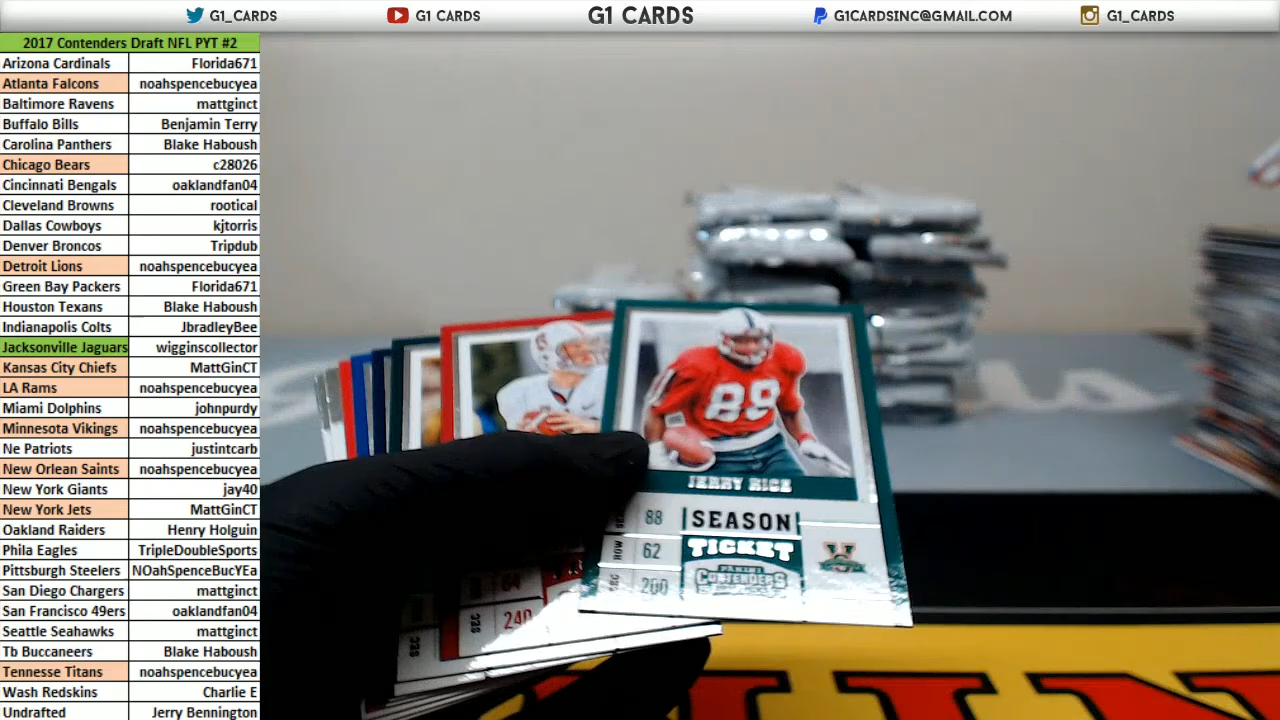 G1_CARDS
G1 CARDS
G1 CARDS
G1CARDSINC@GMAIL.COM
G1_CARDS
2017 Contenders Draft NFL PYT #2
Arizona Cardinals Florida671
Atlanta Falcons noahspencebucyea
Baltimore Ravens mattginct
Buffalo Bills Benjamin Terry
Carolina Panthers Blake Haboush
Chicago Bears c28026
Cincinnati Bengals oaklandfan04
Cleveland Browns rootical
Dallas Cowboys kjtorris
Denver Broncos Tripdub
Detroit Lions noahspencebucyea
Green Bay Packers Florida671
Houston Texans Blake Haboush
Indianapolis Colts JbradleyBee
Jacksonville Jaguars wigginscollector
Kansas City Chiefs MattGinCT
LA Rams noahspencebucyea
Miami Dolphins johnpurdy
Minnesota Vikings noahspencebucyea
Ne Patriots justintcarb
New Orlean Saints noahspencebucyea
New York Giants jay40
New York Jets MattGinCT
Oakland Raiders Henry Holguin
Phila Eagles TripleDoubleSports
Pittsburgh Steelers NOahSpenceBucYEa
San Diego Chargers mattginct
San Francisco 49ers oaklandfan04
Seattle Seahawks mattginct
Tb Buccaneers Blake Haboush
Tennesse Titans noahspencebucyea
Wash Redskins Charlie E
Undrafted Jerry Bennington
88
JERRY RICE
88 SEASON
ROW 62 TICKET
200 PANINI
CONTENDERS
64
240